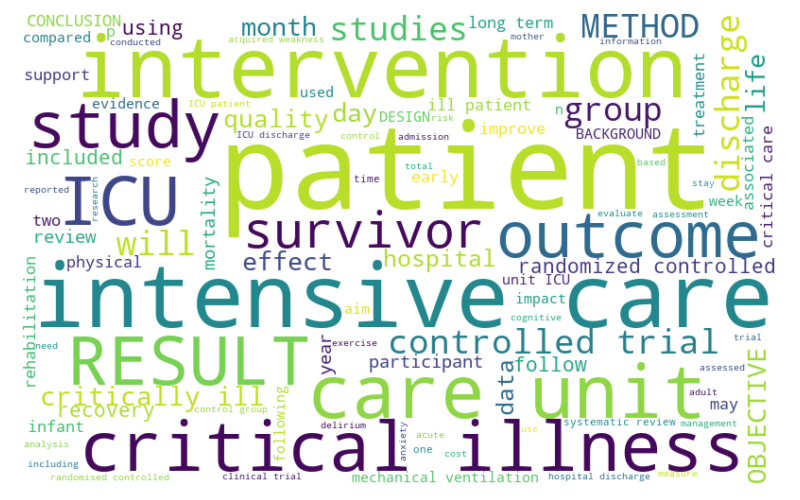 CONCLUSION
p
using
month
studies
long term
METHOD
compared
conducted
acquired weakness
mother
information
intervention
support
used
evidence
ICU patient
ill patient
n
group
study
quality
day
DESIGN
risk
improve
BACKGROUND
ICU discharge
control
admission
treatment
discharge
life
associated
critical care
included
score
patient
total
based
early
time
stay
week
reported
research
ICU
two
review
will
mortality
survivor
outcome
evaluate
assessment
physical
effect
hospital
randomized controlled
unit ICU
intensive care
rehabilitation
aim
impact
cognitive
need
exercise
trial
RESULT
year
controlled trial
participant
follow
data
assessed
OBJECTIVE
critically ill
care unit
adult
may
recovery
control group
following
infant
delirium
anxiety
acute
one
use
systematic review
management
analysis
critical illness
including
cost
randomised controlled
clinical trial
mechanical ventilation
hospital discharge
measure